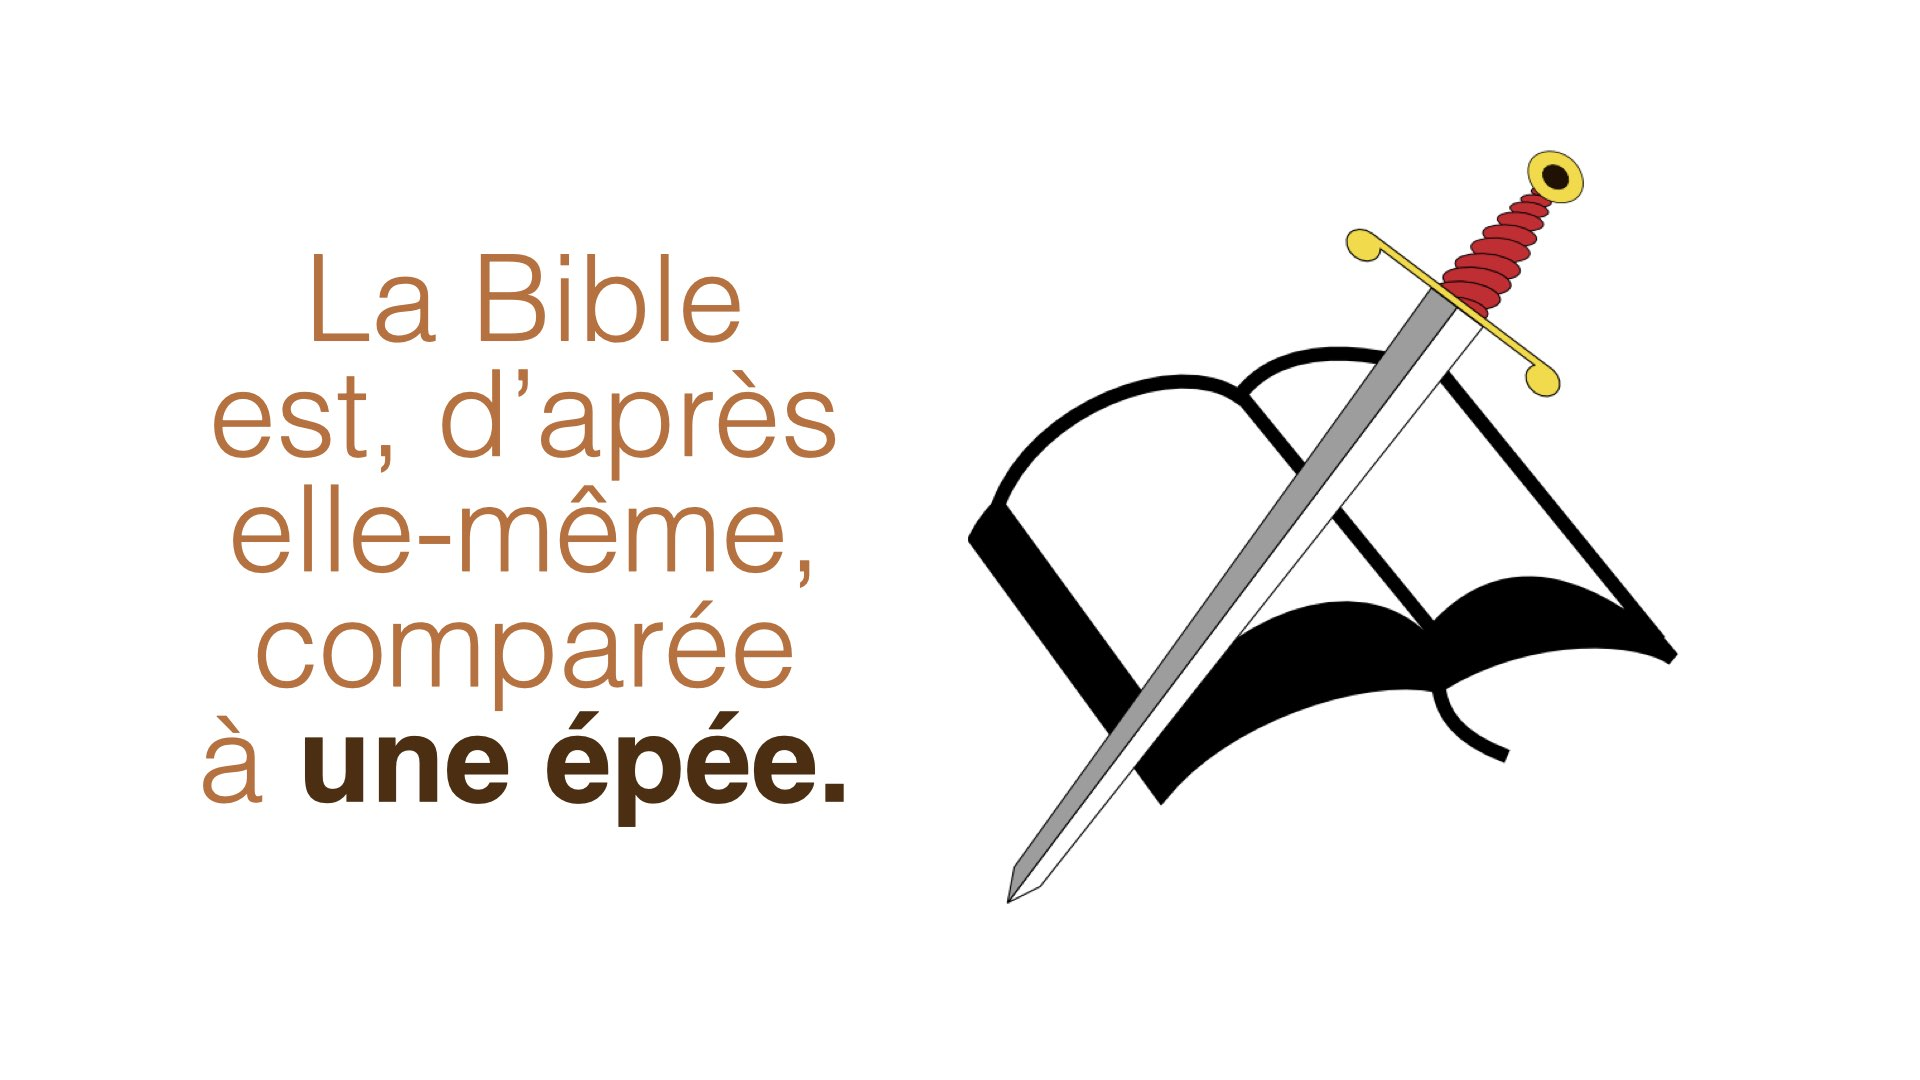 La Bible
est, d’après
elle-même,
comparée
à une épée.